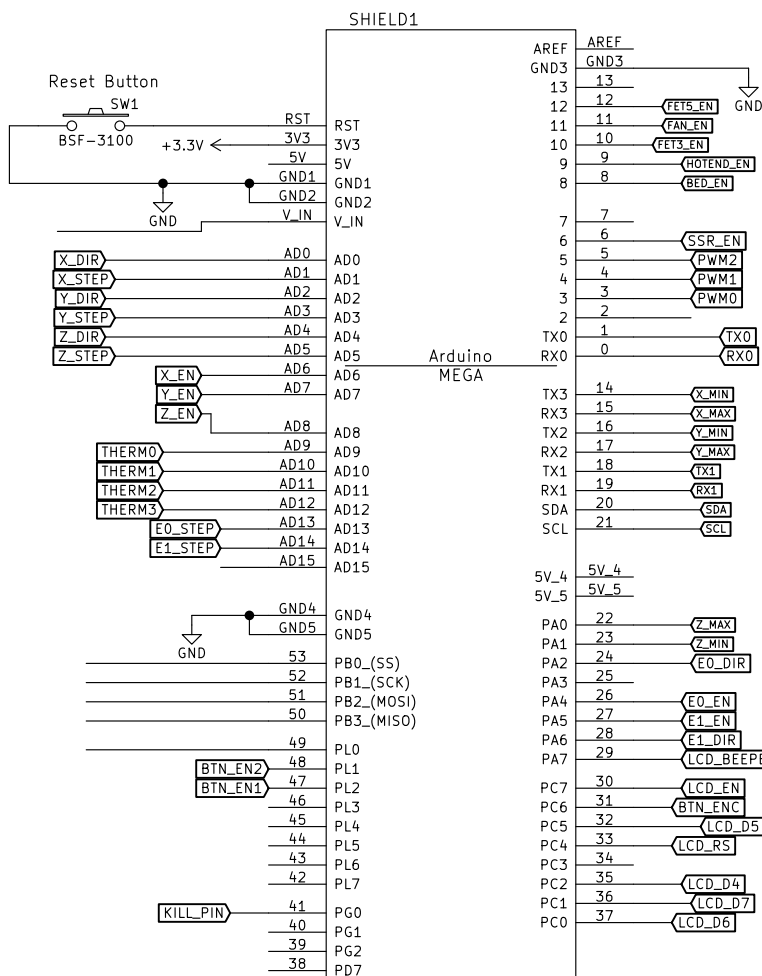 SHIELD1
Reset Button
SW1
BSF-3100
+3.3V
GND
RST RST
3V3 3V3
5V 5V
GND1 GND1
GND2 GND2
V_IN V_IN
X_DIR AD0 AD0
X_STEP AD1 AD1
Y_DIR AD2 AD2
Y_STEP AD3 AD3
Z_DIR AD4 AD4
Z_STEP AD5 AD5
X_EN AD6 AD6
Y_EN AD7 AD7
Z_EN AD8 AD8
THERM0 AD9 AD9
THERM1 AD10 AD10
THERM2 AD11 AD11
THERM3 AD12 AD12
E0_STEP AD13 AD13
E1_STEP AD14 AD14
AD15 AD15
GND4 GND4
GND5 GND5
GND
53 PB0_(SS)
52 PB1_(SCK)
51 PB2_(MOSI)
50 PB3_(MISO)
49 PL0
BTN_EN2 48 PL1
BTN_EN1 47 PL2
46 PL3
45 PL4
44 PL5
43 PL6
42 PL7
KILL_PIN 41 PG0
40 PG1
39 PG2
38 PD7
Arduino
MEGA
AREF AREF
GND3 GND3
GND
13 13
12 12 FET5_EN
11 11 FAN_EN
10 10 FET3_EN
9 9 HOTEND_EN
8 8 BED_EN
7 7
6 6 SSR_EN
5 5 PWM2
4 4 PWM1
3 3 PWM0
2 2
TX0 1 TX0
RX0 0 RX0
TX3 14 X_MIN
RX3 15 X_MAX
TX2 16 Y_MIN
RX2 17 Y_MAX
TX1 18 TX1
RX1 19 RX1
SDA 20 SDA
SCL 21 SCL
5V_4 5V_4
5V_5 5V_5
PA0 22 Z_MAX
PA1 23 Z_MIN
PA2 24 E0_DIR
PA3 25
PA4 26 E0_EN
PA5 27 E1_EN
PA6 28 E1_DIR
PA7 29 LCD_BEEPE
PC7 30 LCD_EN
PC6 31 BTN_ENC
PC5 32 LCD_D5
PC4 33 LCD_RS
PC3 34
PC2 35 LCD_D4
PC1 36 LCD_D7
PC0 37 LCD_D6